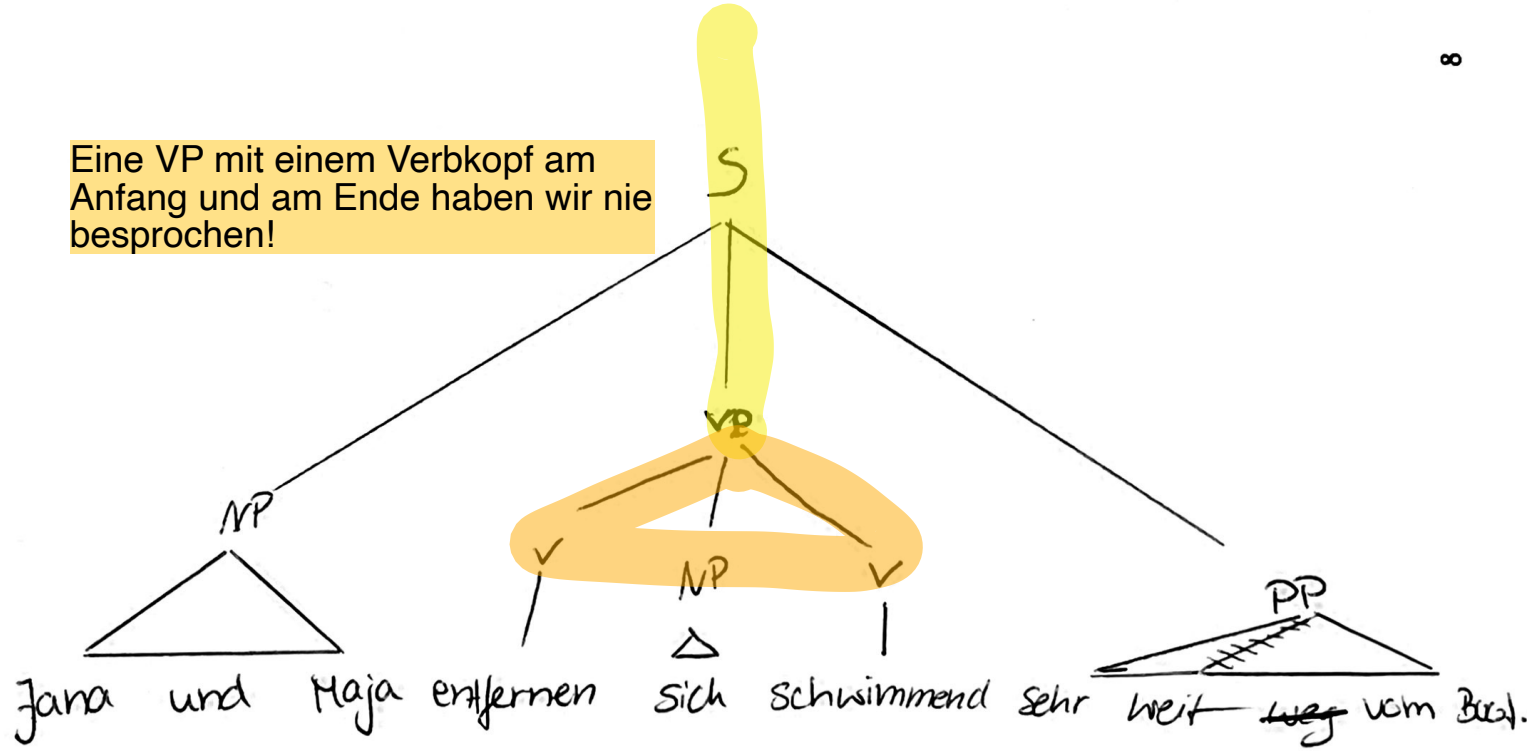 8
Eine VP mit einem Verbkopf am
Anfang und am Ende haben wir nie
besprochen!
S
VP
NP
V NP V
PP
Jana und Maja entfernen sich schwimmend sehr weit weg vom Boot.